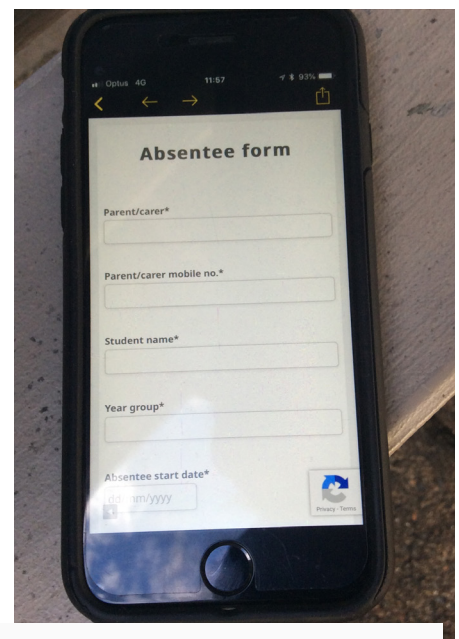 Optus 4G 11:57 93%
Absentee form
Parent/carer*
Parent/carer mobile no.*
Student name*
Year group*
Absentee start date*
dd/mm/yyyy
Privacy - Terms